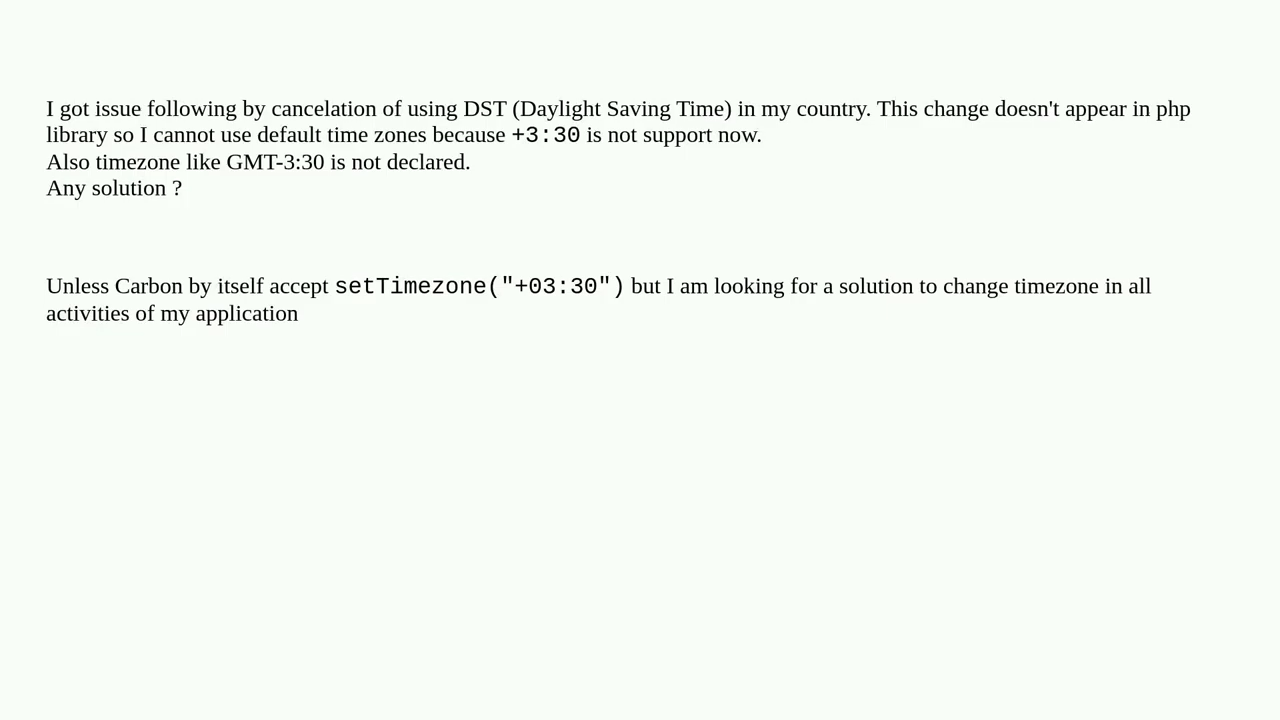 I got issue following by cancelation of using DST (Daylight Saving Time) in my country. This change doesn't appear in php
library so I cannot use default time zones because +3:30 is not support now.
Also timezone like GMT-3:30 is not declared.
Any solution ?
Unless Carbon by itself accept setTimezone("+03:30") but I am looking for a solution to change timezone in all
activities of my application